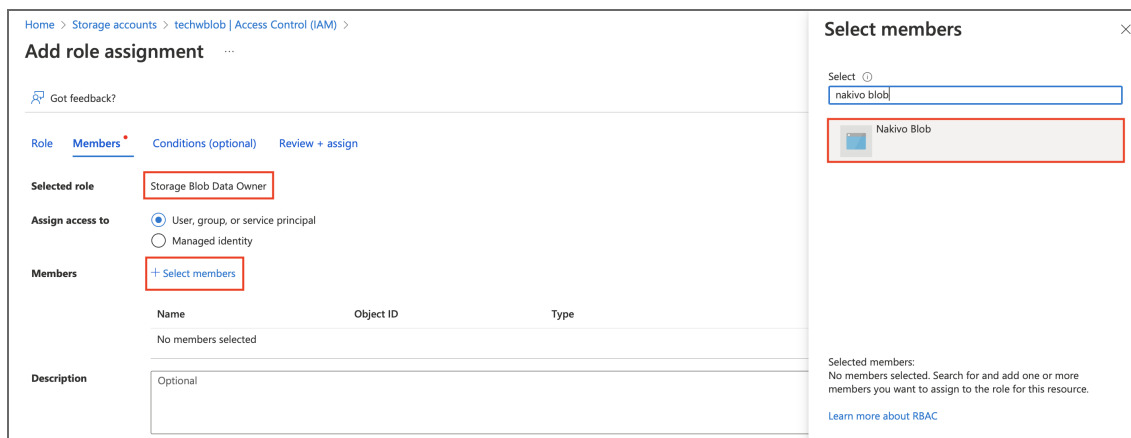 Home > Storage accounts > techwblob | Access Control (IAM) >
Add role assignment ...
Got feedback?
Role Members Conditions (optional) Review + assign
Selected role Storage Blob Data Owner
Assign access to User, group, or service principal
Managed identity
Members + Select members
Name Object ID Type
No members selected
Description Optional
Select members
Select
nakivo blob
Nakivo Blob
Selected members:
No members selected. Search for and add one or more
members you want to assign to the role for this resource.
Learn more about RBAC